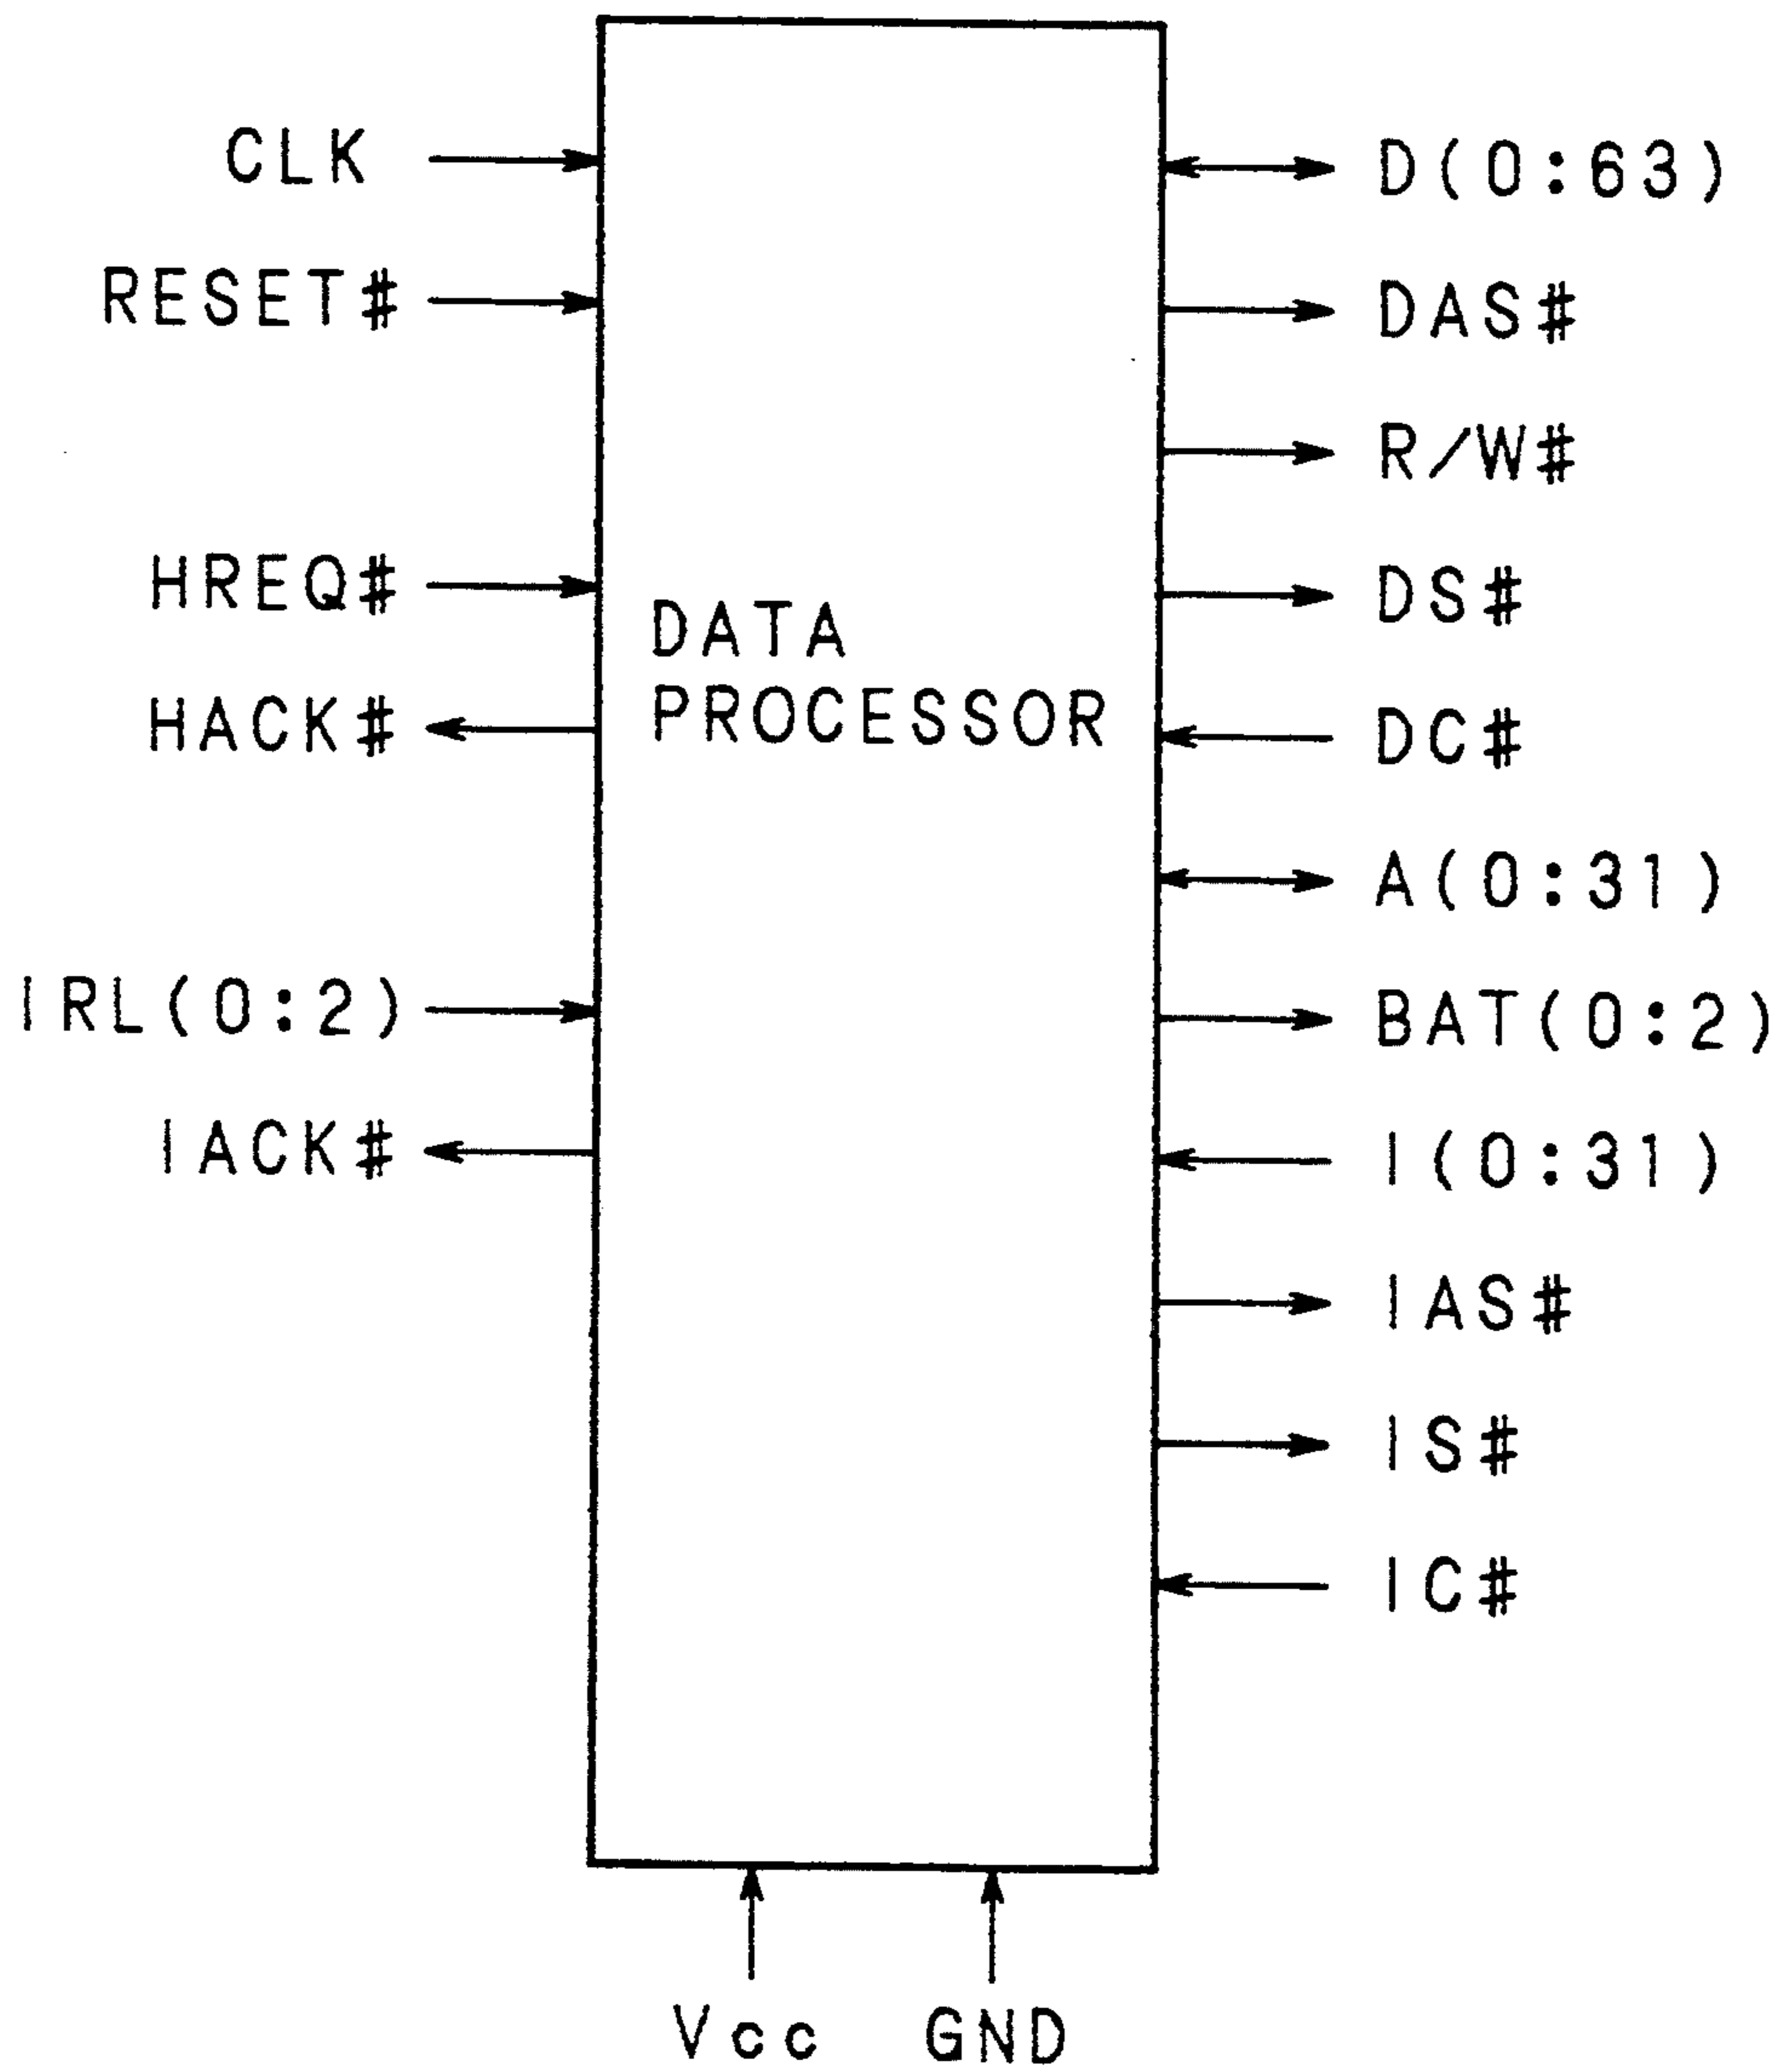 CLK
RESET#
HREQ#
HACK#
IRL(0:2)
IACK#
DATA
PROCESSOR
D(0:63)
DAS#
R/W#
DS#
DC#
A(0:31)
BAT(0:2)
I(0:31)
IAS#
IS#
IC#
Vcc GND